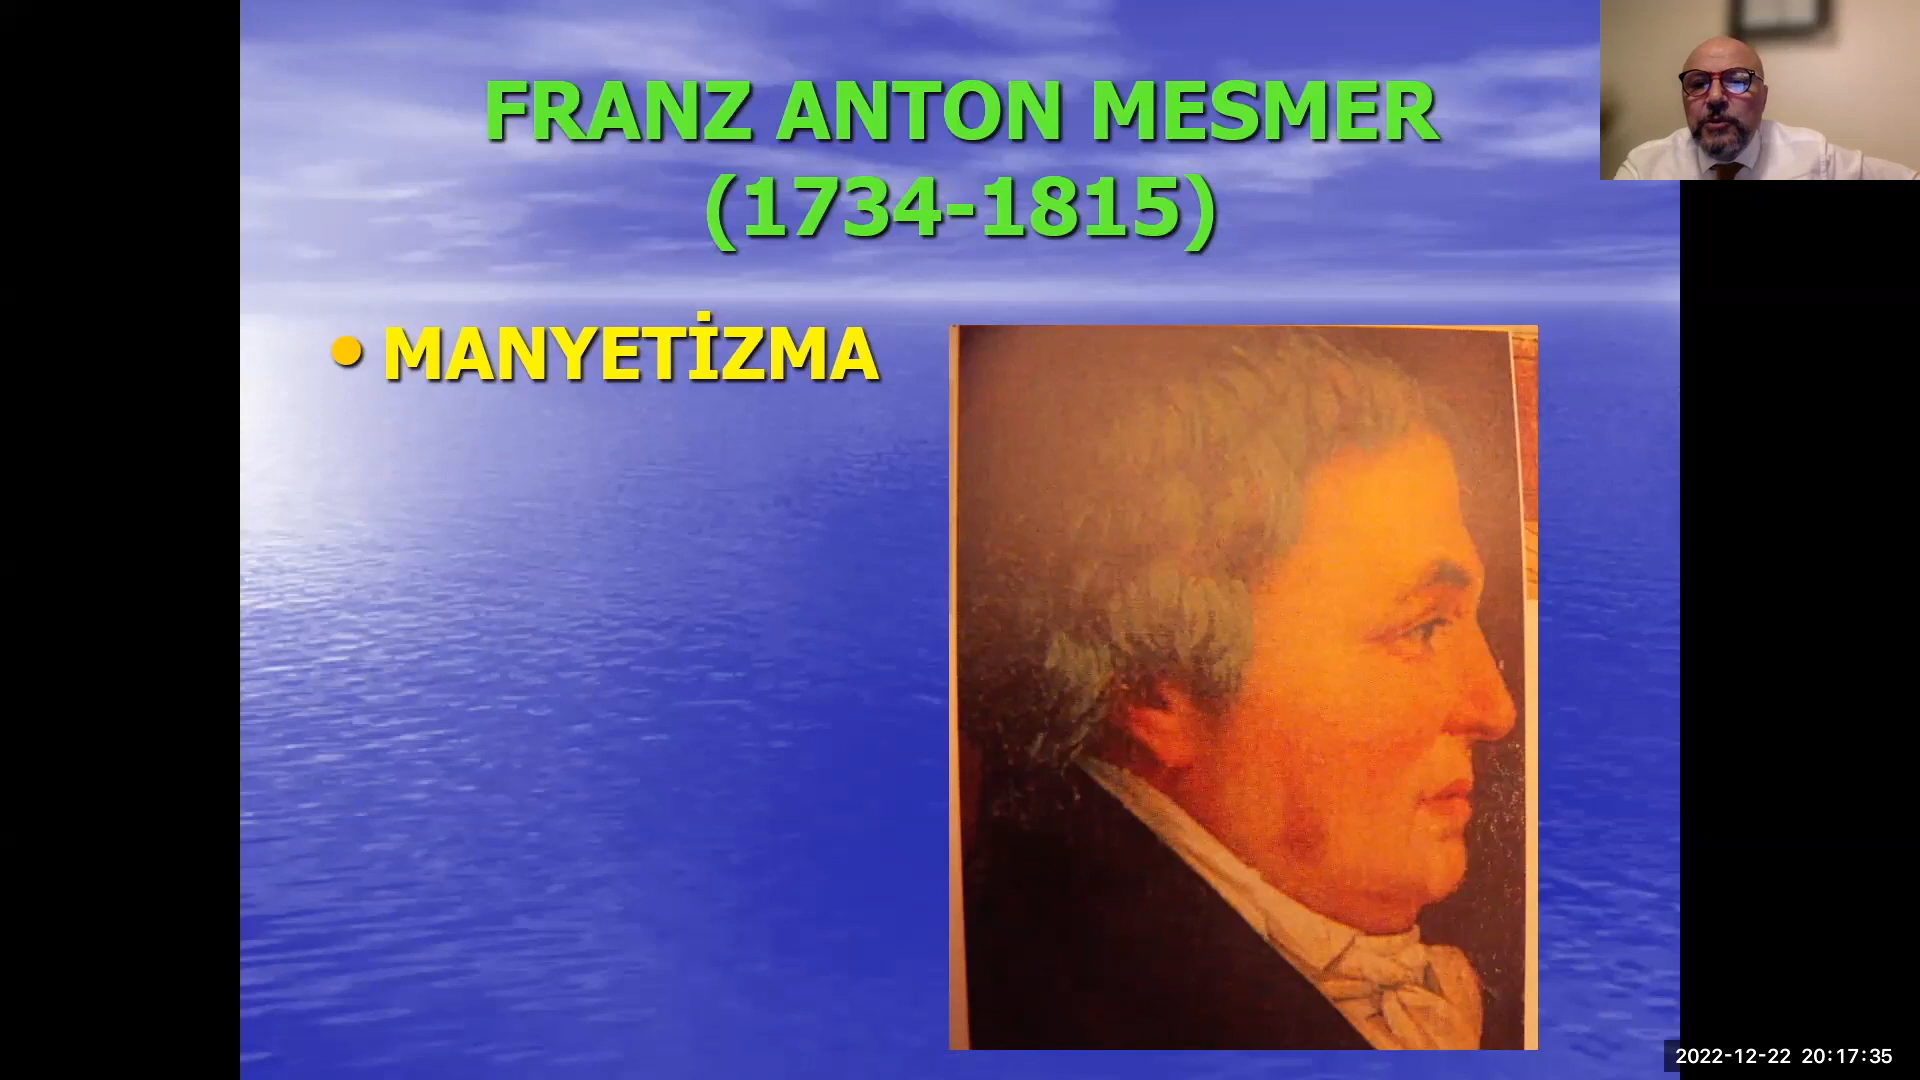 FRANZ ANTON MESMER
(1734-1815)
• MANYETİZMA
2022-12-22 20:17:35